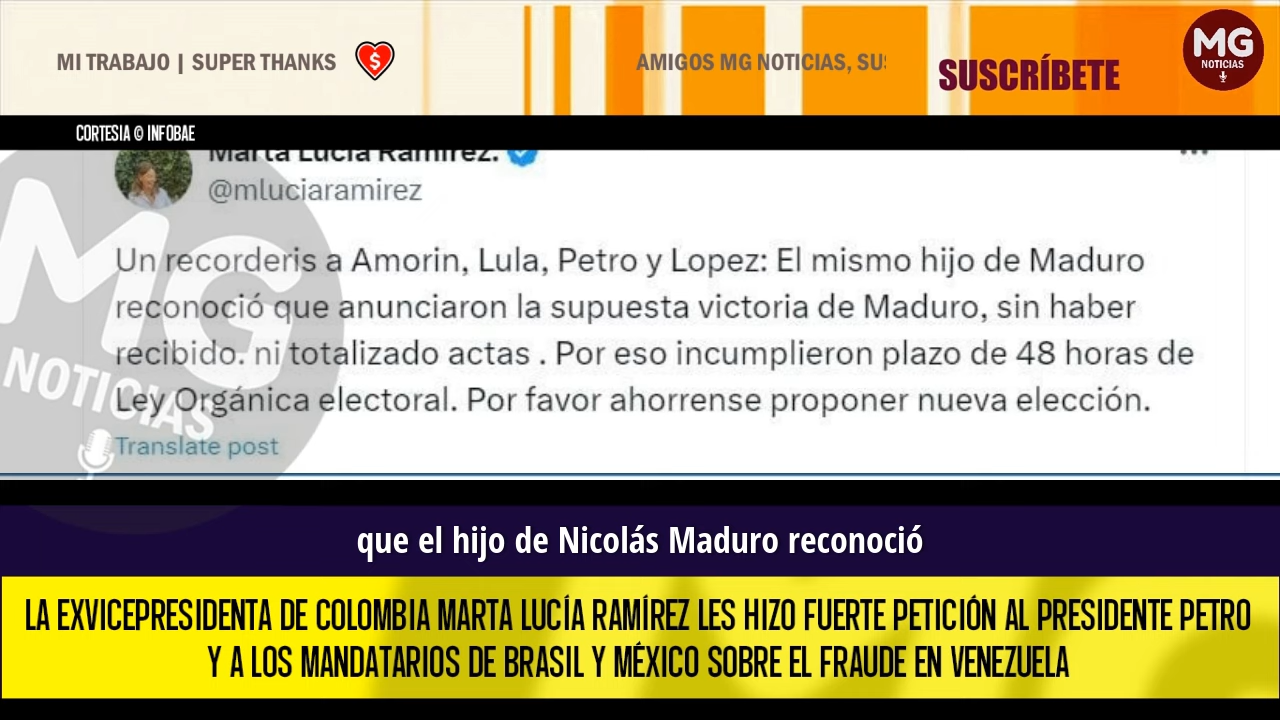 MI TRABAJO | SUPER THANKS
$
AMIGOS MG NOTICIAS, SUS
SUSCRÍBETE
MG
NOTICIAS
CORTESIA © INFOBAE
Marta Lucía Ramírez.
@mluciaramirez
Un recorderis a Amorin, Lula, Petro y Lopez: El mismo hijo de Maduro
reconoció que anunciaron la supuesta victoria de Maduro, sin haber
recibido. ni totalizado actas . Por eso incumplieron plazo de 48 horas de
Ley Orgánica electoral. Por favor ahorrense proponer nueva elección.
Translate post
MG
NOTICIAS
que el hijo de Nicolás Maduro reconoció
LA EXVICEPRESIDENTA DE COLOMBIA MARTA LUCÍA RAMÍREZ LES HIZO FUERTE PETICIÓN AL PRESIDENTE PETRO
Y A LOS MANDATARIOS DE BRASIL Y MÉXICO SOBRE EL FRAUDE EN VENEZUELA